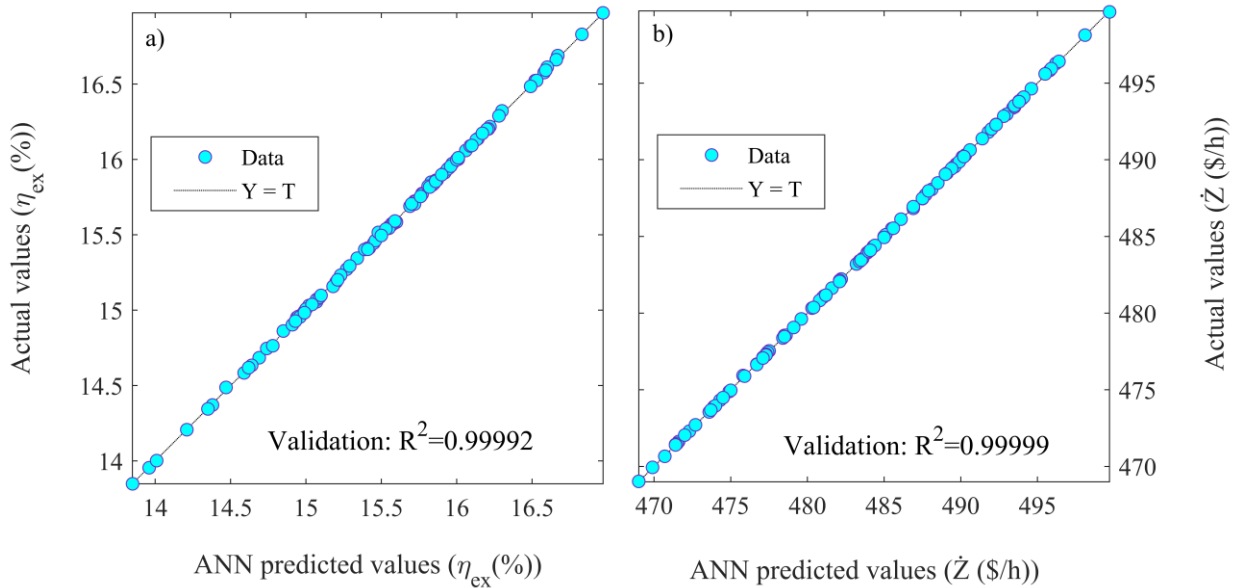 a)
Actual values (η_ex(%))
16.5
16
15.5
15
14.5
14
Data
Y = T
Validation: R^2=0.99992
14 14.5 15 15.5 16 16.5
ANN predicted values (η_ex(%))
b)
Data
Y = T
Validation: R^2=0.99999
495
490
485
480
475
470
Actual values (Ż ($/h))
470 475 480 485 490 495
ANN predicted values (Ż ($/h))